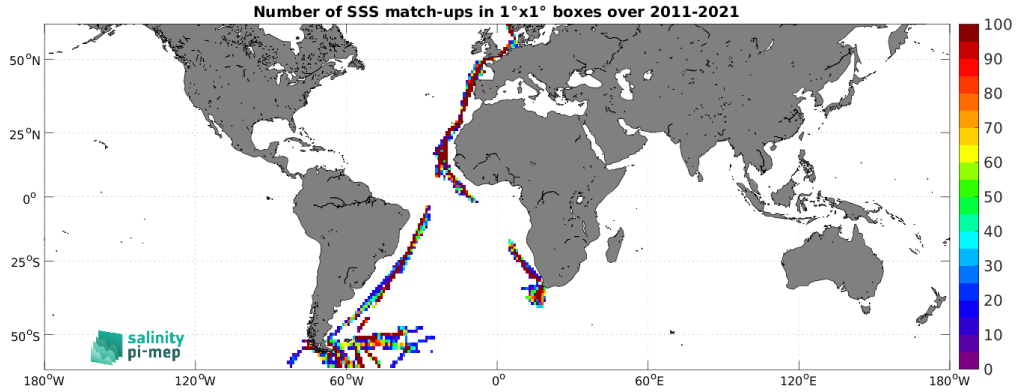 Number of SSS match-ups in 1°x1° boxes over 2011-2021
50°N
25°N
0°
25°S
50°S
180°W
120°W
60°W
0°
60°E
120°E
180°W
100
90
80
70
60
50
40
30
20
10
0
salinity
pi-mep